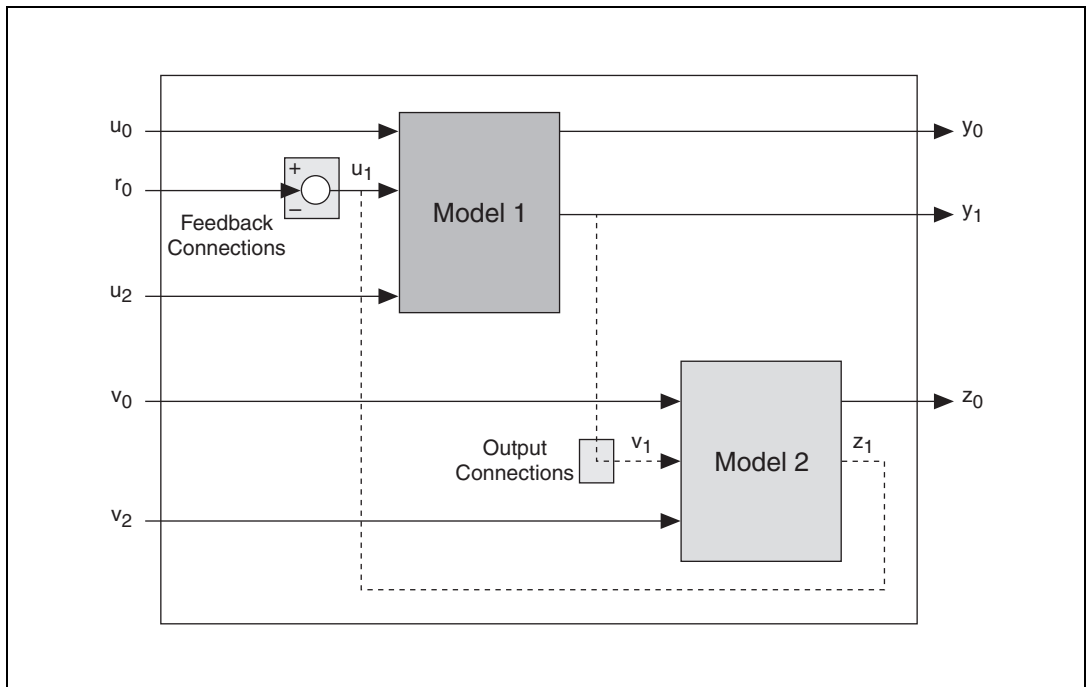 u0
y0
+
u1
r0
−
Model 1
y1
Feedback
Connections
u2
v0
z0
Output
Connections
v1
z1
Model 2
v2